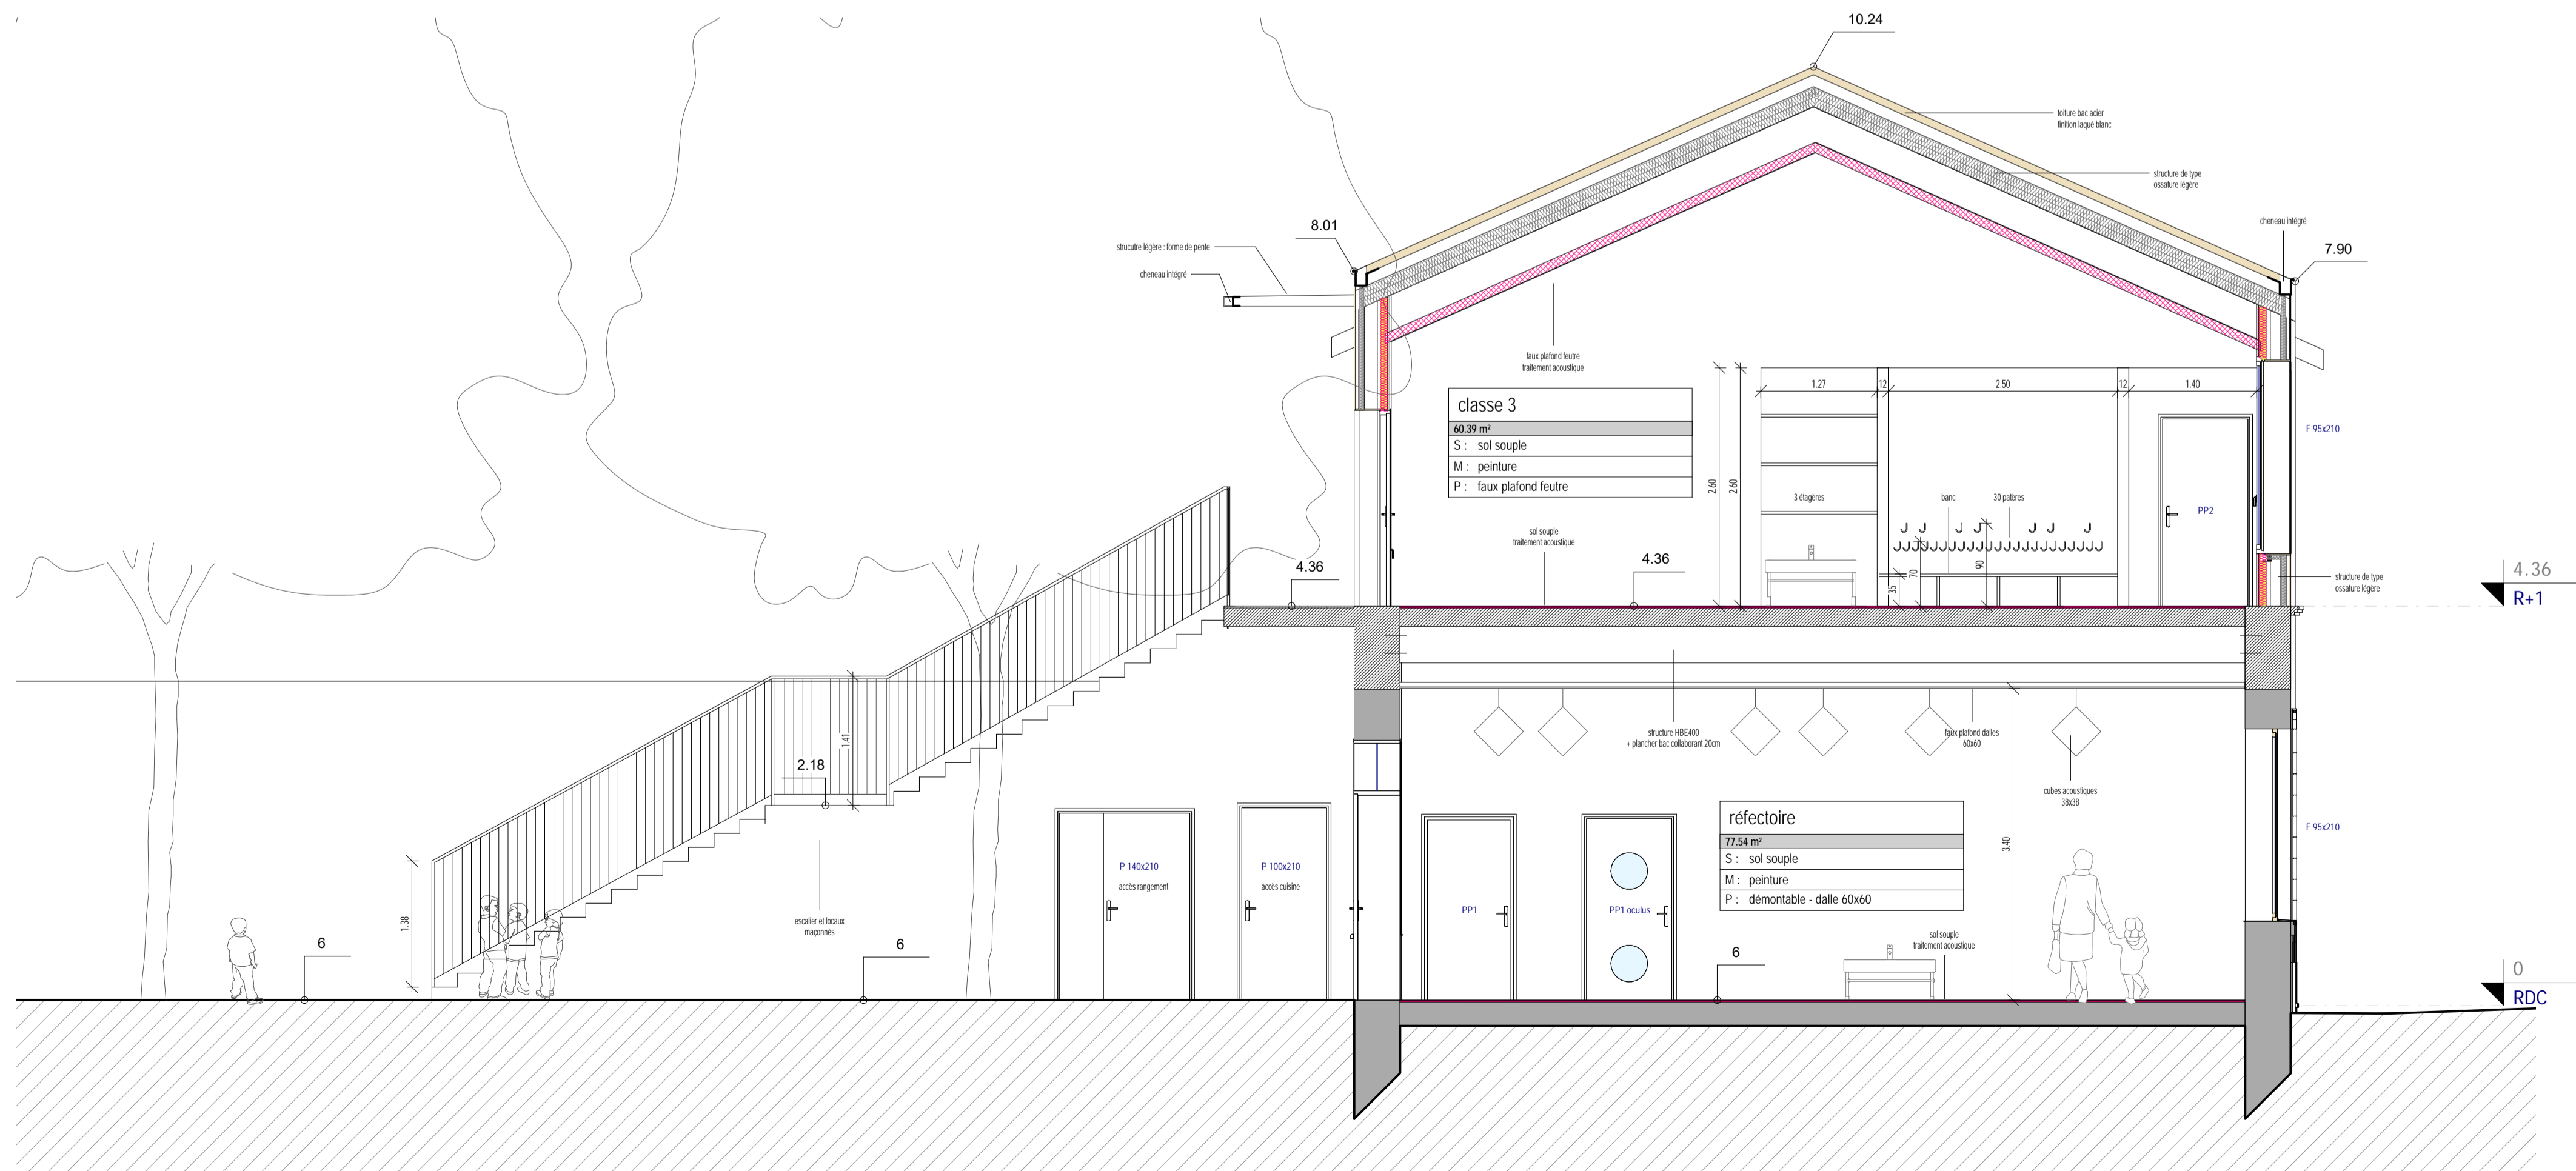 10.24
toiture bac acier
finition laqué blanc
structure de type
ossature légère
cheneau intégré
8.01
7.90
strucutre légère : forme de pente
cheneau intégré
faux plafond feutre
traitement acoustique
1.27
12
2.50
12
1.40
classe 3
60.39 m²
S : sol souple
M : peinture
P : faux plafond feutre
2.60
2.60
F 95x210
3 étagères
banc
30 patères
PP2
sol souple
traitement acoustique
4.36
4.36
35
70
90
structure de type
ossature légère
4.36
R+1
1.41
2.18
structure HBE400
+ plancher bac collaborant 20cm
faux plafond dalles
60x60
cubes acoustiques
38x38
3.40
réfectoire
77.54 m²
S : sol souple
M : peinture
P : démontable - dalle 60x60
F 95x210
P 140x210
accès rangement
P 100x210
accès cuisine
PP1
PP1 oculus
escalier et locaux
maçonnés
1.38
6
6
6
sol souple
traitement acoustique
0
RDC